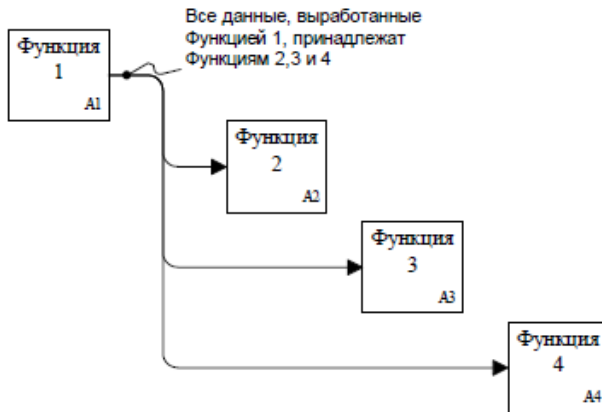 Все данные, выработанные
Функцией 1, принадлежат
Функциям 2,3 и 4
Функция
1
A1
Функция
2
A2
Функция
3
A3
Функция
4
A4